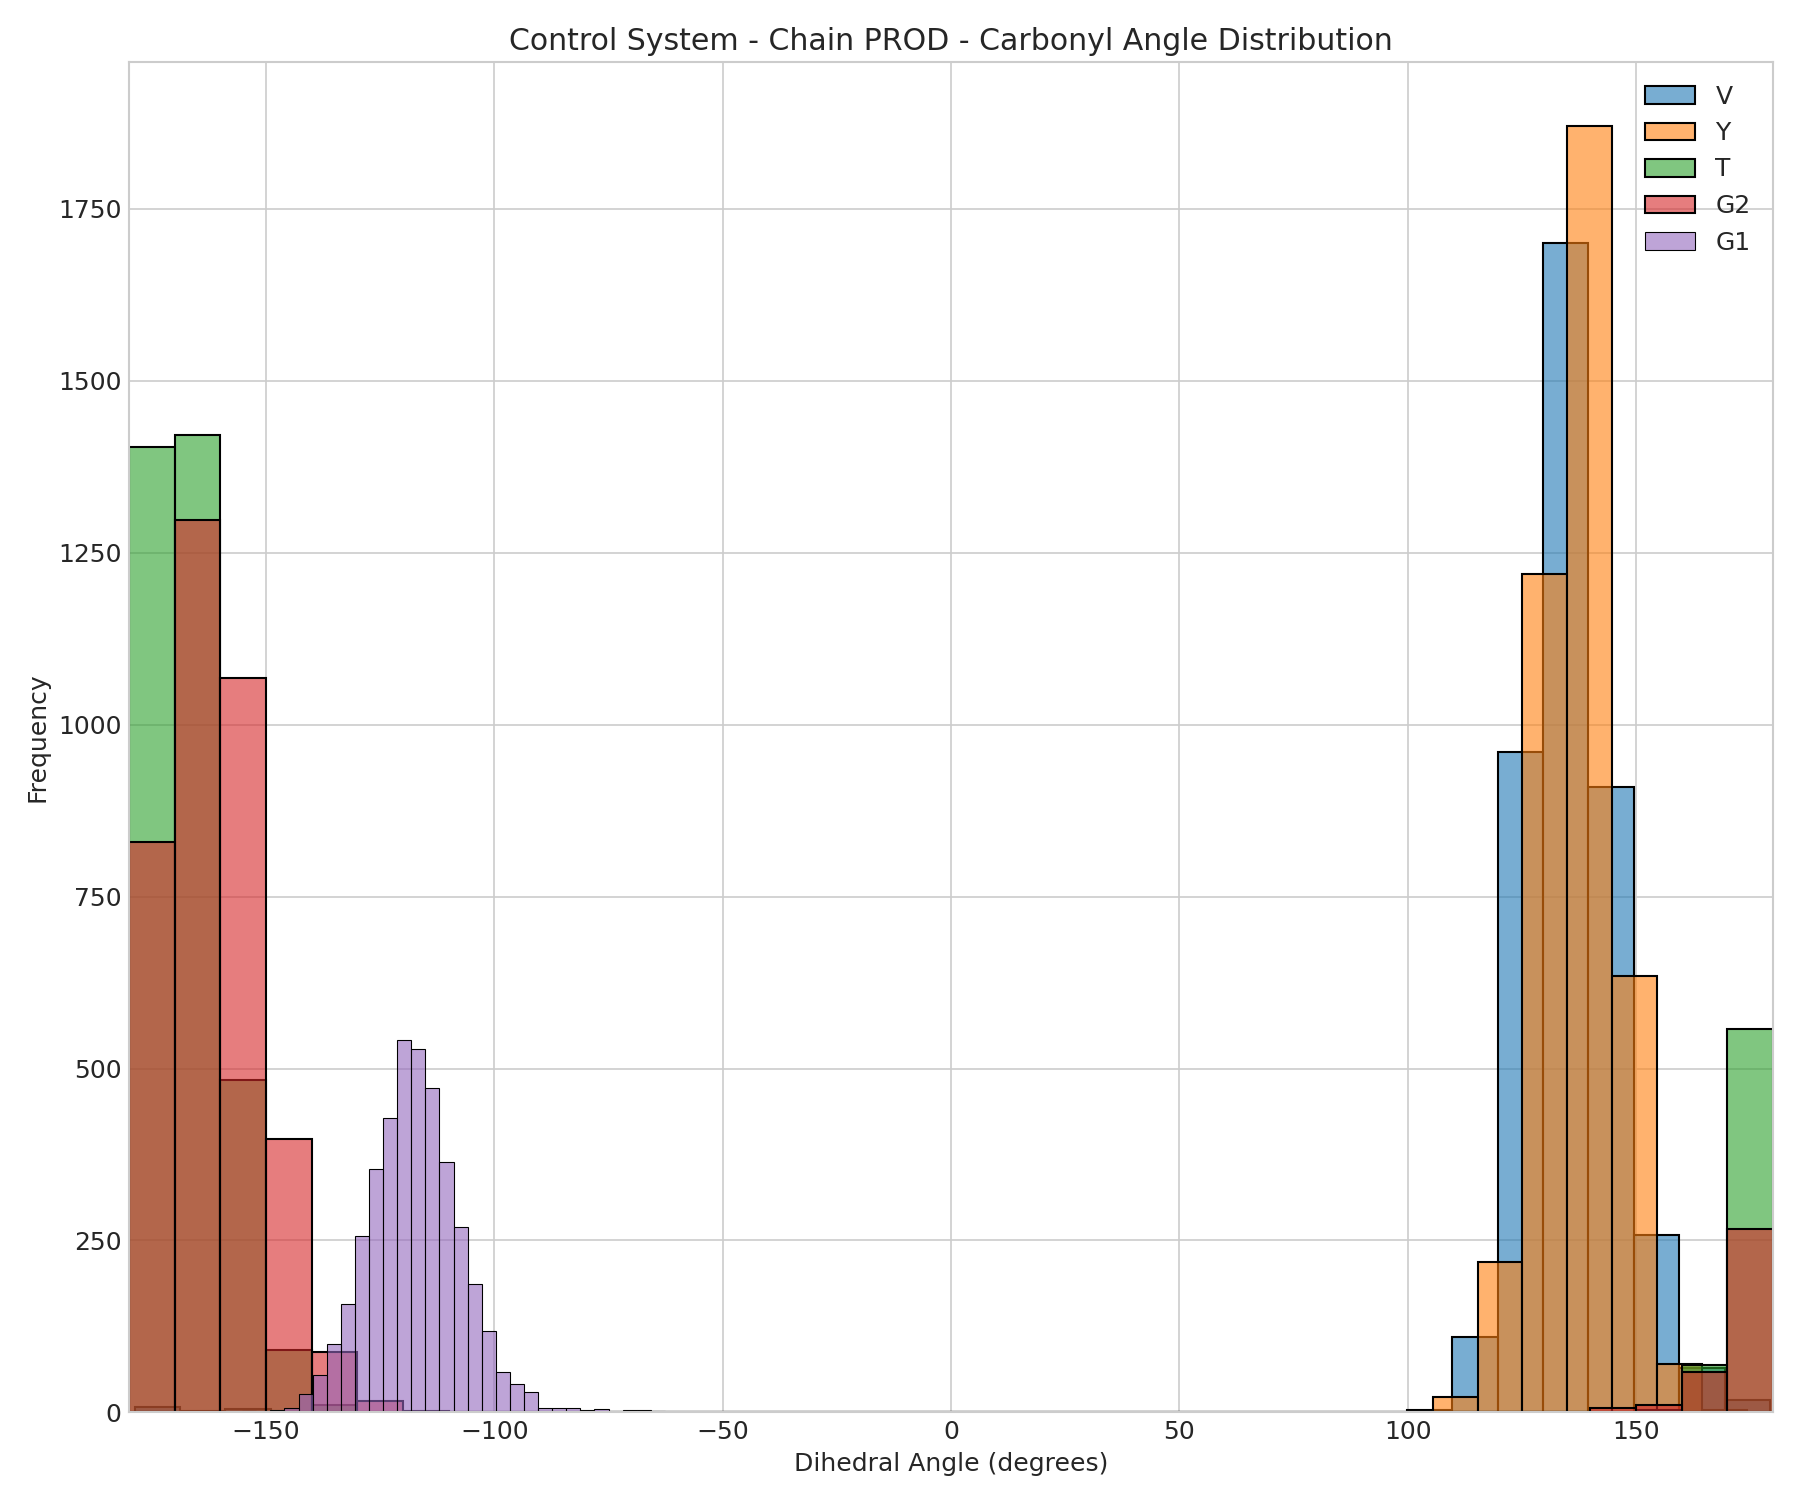 Control System - Chain PROD - Carbonyl Angle Distribution
V
Y
T
G2
G1
1750
1500
1250
1000
750
500
250
0
Frequency
−150
−100
−50
0
50
100
150
Dihedral Angle (degrees)